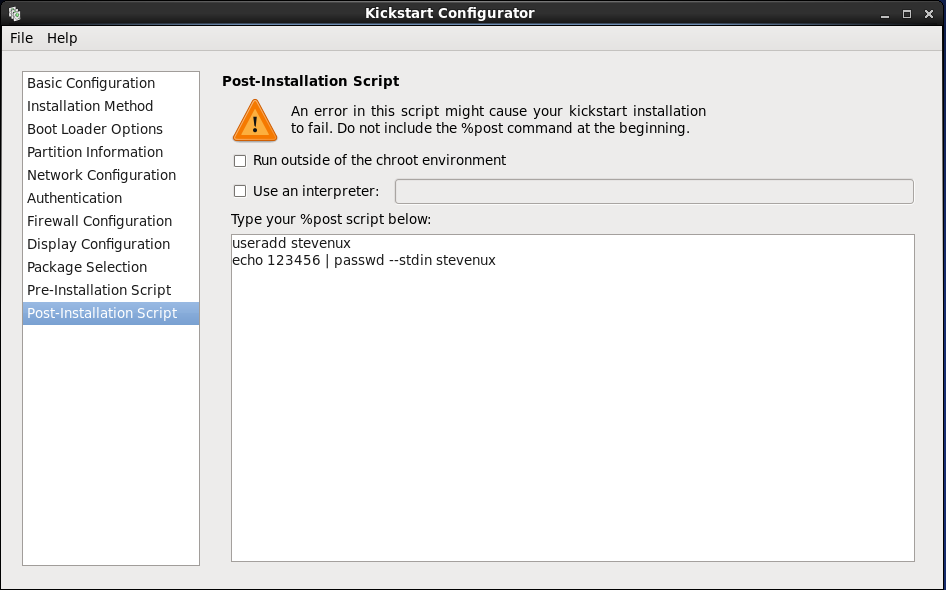 Kickstart Configurator
File Help
Basic Configuration
Installation Method
Boot Loader Options
Partition Information
Network Configuration
Authentication
Firewall Configuration
Display Configuration
Package Selection
Pre-Installation Script
Post-Installation Script
Post-Installation Script
An error in this script might cause your kickstart installation
to fail. Do not include the %post command at the beginning.
Run outside of the chroot environment
Use an interpreter:
Type your %post script below:
useradd stevenux
echo 123456 | passwd --stdin stevenux